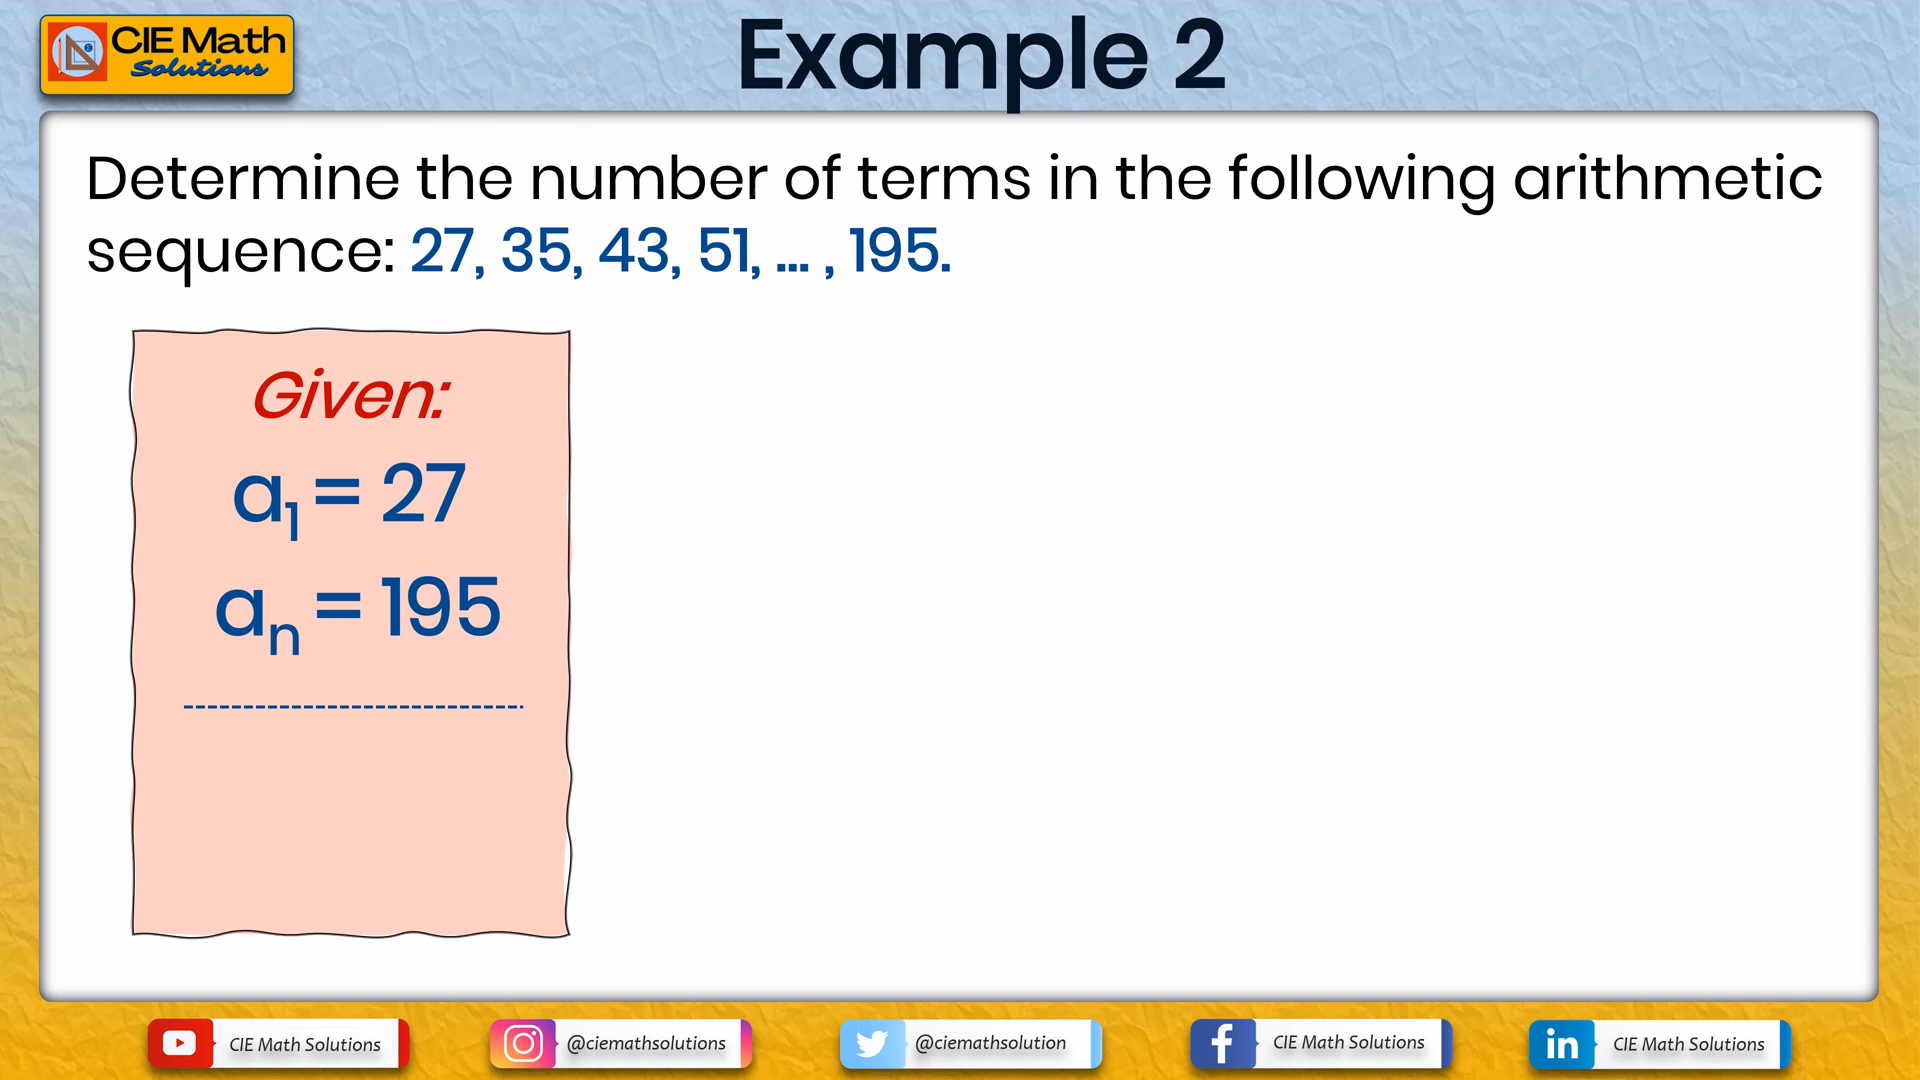 CIE Math
Solutions
Example 2
Determine the number of terms in the following arithmetic
sequence: 27, 35, 43, 51, ... , 195.
Given:
a₁ = 27
aₙ = 195
CIE Math Solutions
@ciemathsolutions
@ciemathsolution
CIE Math Solutions
CIE Math Solutions